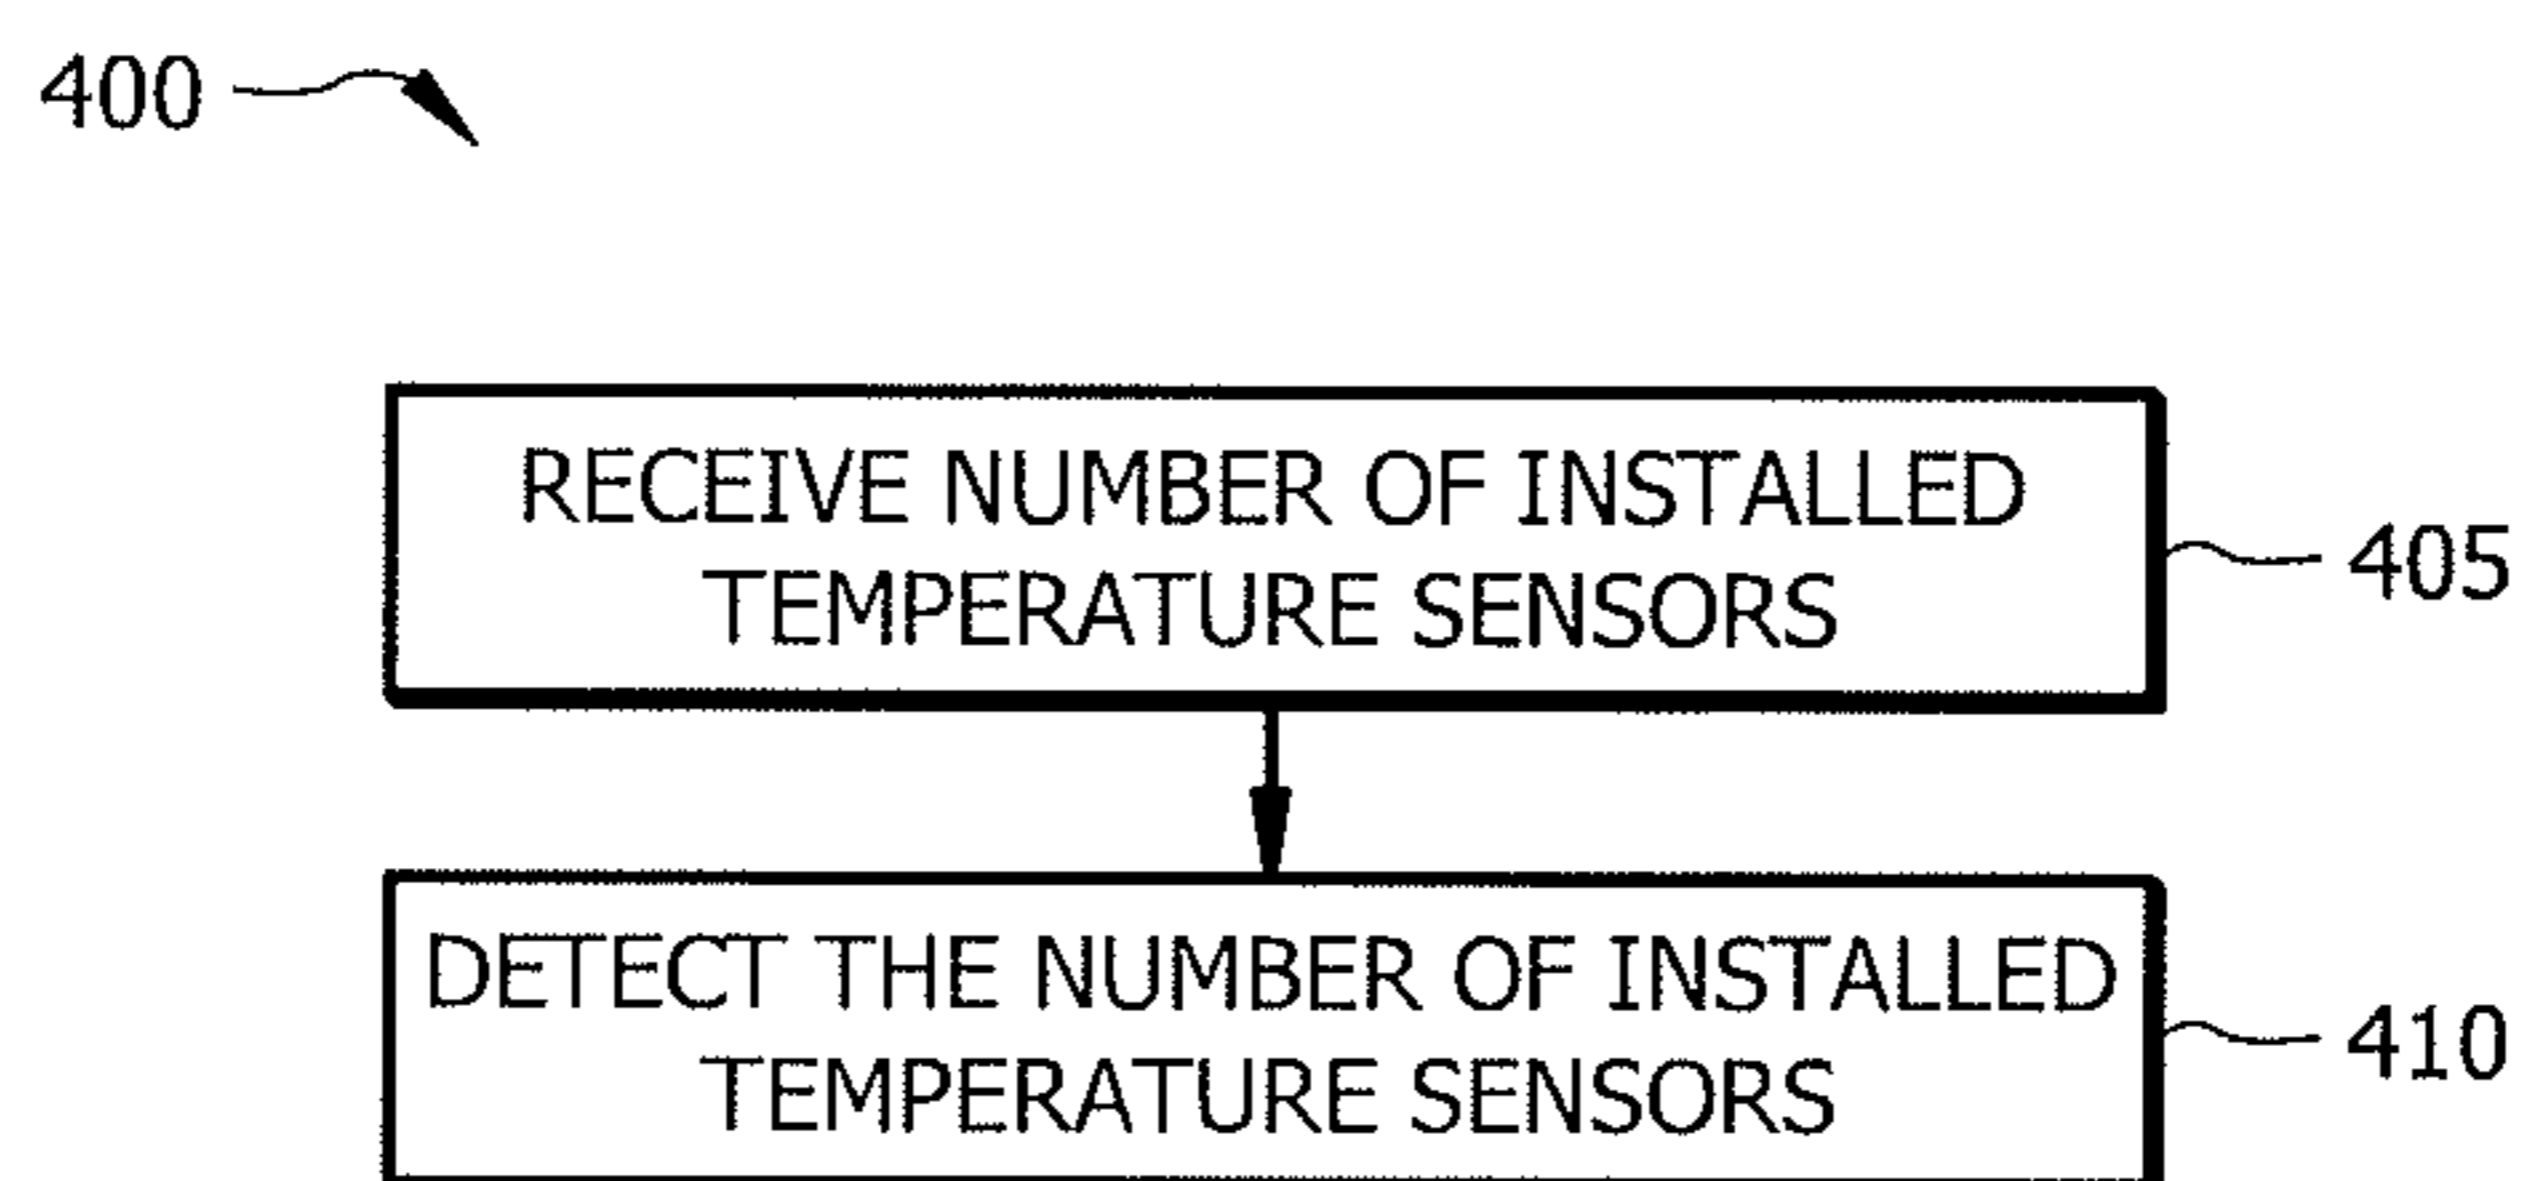 400
RECEIVE NUMBER OF INSTALLED
TEMPERATURE SENSORS
405
DETECT THE NUMBER OF INSTALLED
TEMPERATURE SENSORS
410